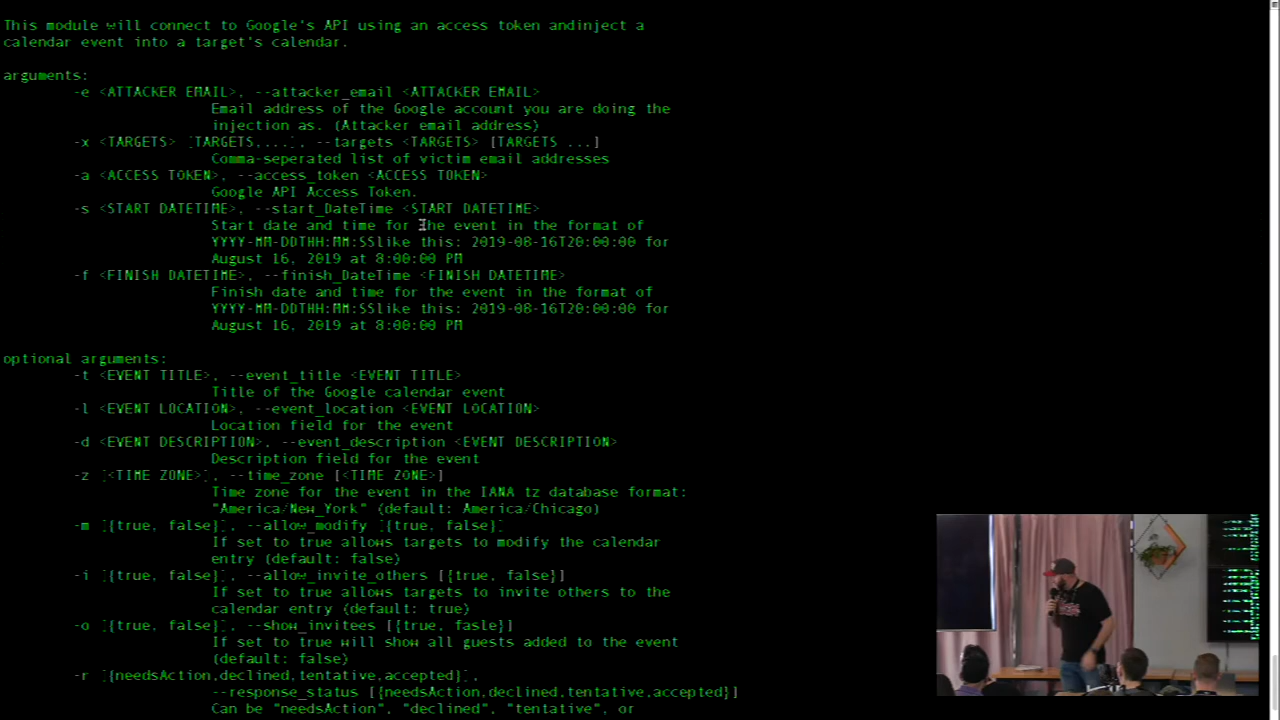 This module will connect to Google's API using an access token andinject a
calendar event into a target's calendar.
arguments:
-e <ATTACKER EMAIL>, --attacker_email <ATTACKER EMAIL>
Email address of the Google account you are doing the
injection as. (Attacker email address)
-x <TARGETS> [TARGETS,...], --targets <TARGETS> [TARGETS ...]
Comma-seperated list of victim email addresses
-a <ACCESS TOKEN>, --access_token <ACCESS TOKEN>
Google API Access Token.
-s <START DATETIME>, --start_DateTime <START DATETIME>
Start date and time for the event in the format of
YYYY-MM-DDTHH:MM:SSlike this: 2019-08-16T20:00:00 for
August 16, 2019 at 8:00:00 PM
-f <FINISH DATETIME>, --finish_DateTime <FINISH DATETIME>
Finish date and time for the event in the format of
YYYY-MM-DDTHH:MM:SSlike this: 2019-08-16T20:00:00 for
August 16, 2019 at 8:00:00 PM
optional arguments:
-t <EVENT TITLE>, --event_title <EVENT TITLE>
Title of the Google calendar event
-l <EVENT LOCATION>, --event_location <EVENT LOCATION>
Location field for the event
-d <EVENT DESCRIPTION>, --event_description <EVENT DESCRIPTION>
Description field for the event
-z [<TIME ZONE>], --time_zone [<TIME ZONE>]
Time zone for the event in the IANA tz database format:
"America/New_York" (default: America/Chicago)
-m [{true, false}], --allow_modify [{true, false}]
If set to true allows targets to modify the calendar
entry (default: false)
-i [{true, false}], --allow_invite_others [{true, false}]
If set to true allows targets to invite others to the
calendar entry (default: true)
-o [{true, false}], --show_invitees [{true, fasle}]
If set to true will show all guests added to the event
(default: false)
-r [{needsAction,declined,tentative,accepted}],
--response_status [{needsAction,declined,tentative,accepted}]
Can be "needsAction", "declined", "tentative", or